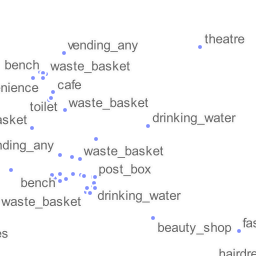 theatre
vending_any
bench
waste_basket
nience
cafe
toilet
waste_basket
drinking_water
asket
nding_any
waste_basket
post_box
bench
drinking_water
waste_basket
beauty_shop
fas
es
hairdre